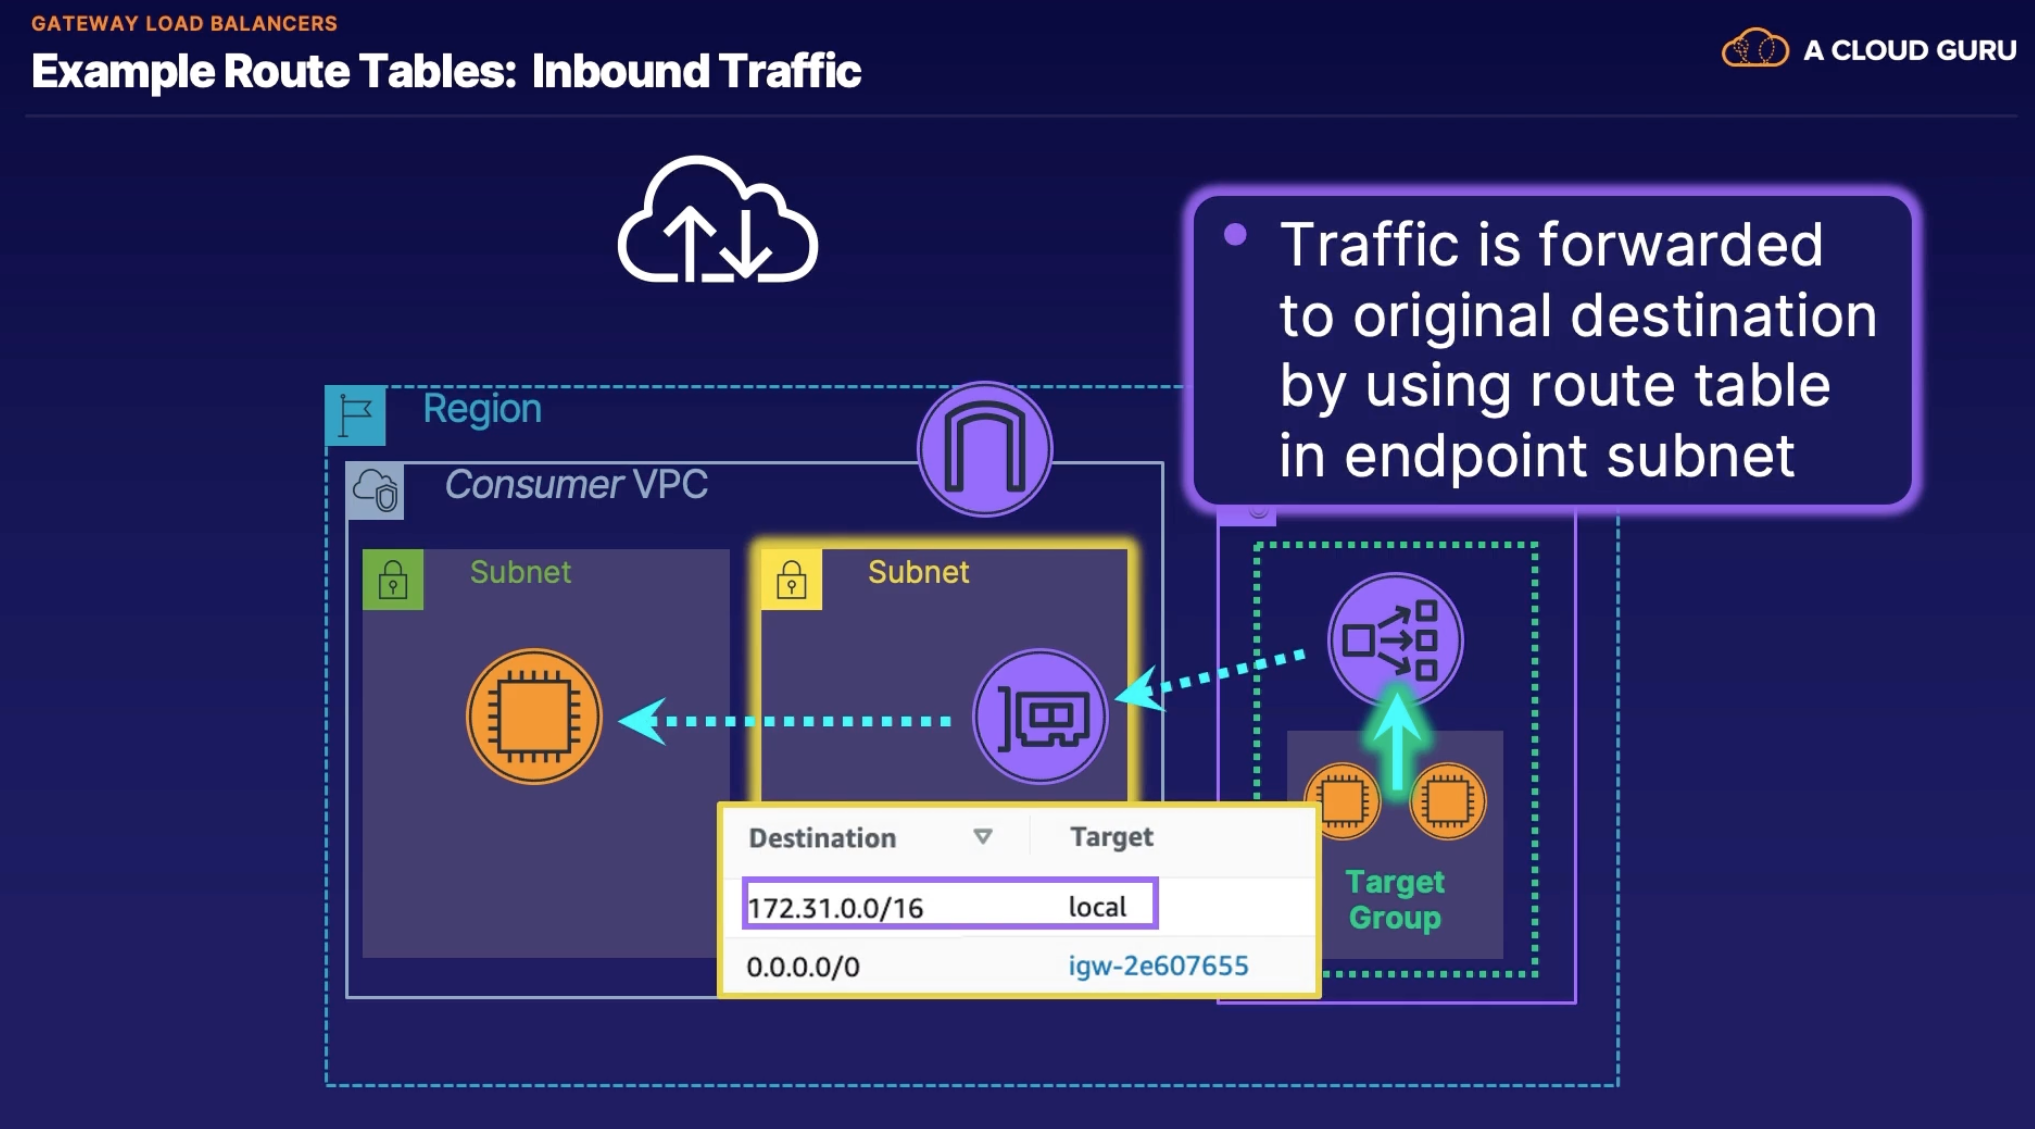 GATEWAY LOAD BALANCERS
Example Route Tables: Inbound Traffic
A CLOUD GURU
• Traffic is forwarded
to original destination
by using route table
in endpoint subnet
Region
Consumer VPC
Subnet
Subnet
Destination Target
172.31.0.0/16 local
0.0.0.0/0 igw-2e607655
Target
Group